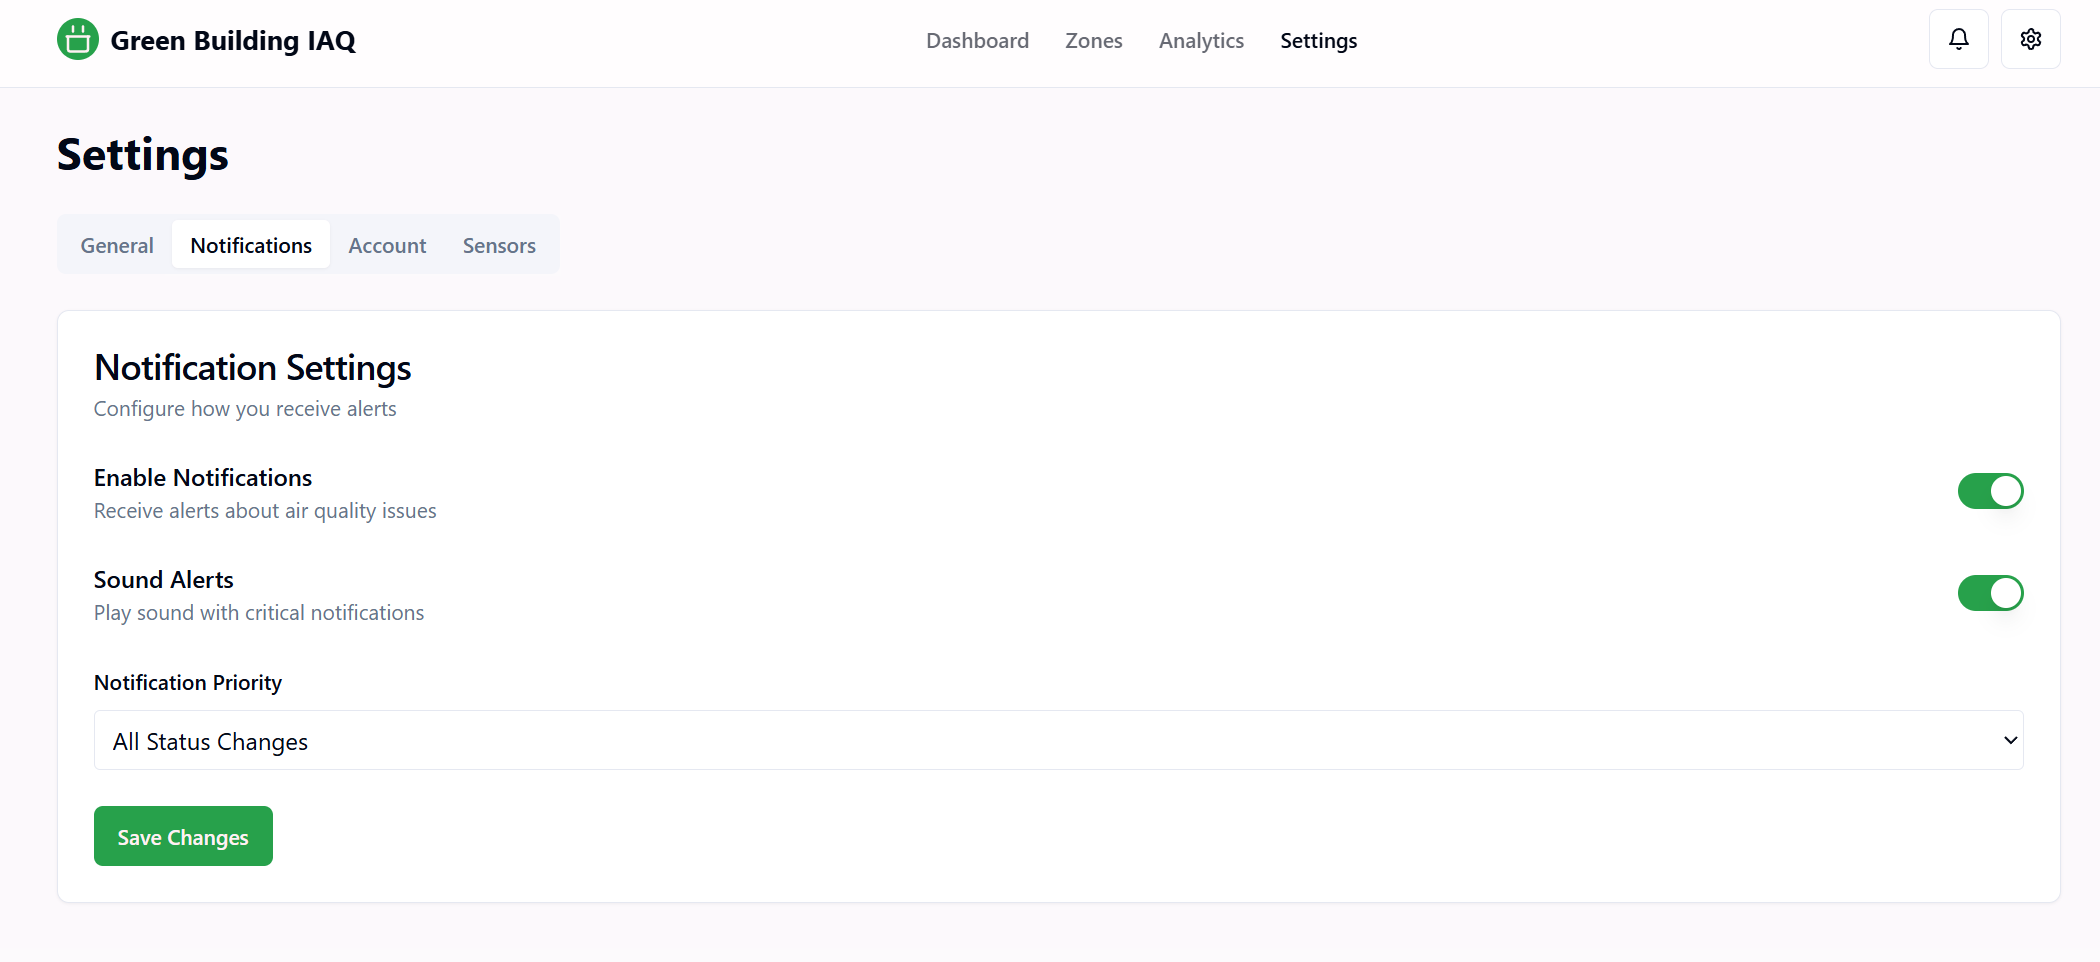 Green Building IAQ
Dashboard Zones Analytics Settings
Settings
General Notifications Account Sensors
Notification Settings
Configure how you receive alerts
Enable Notifications
Receive alerts about air quality issues
Sound Alerts
Play sound with critical notifications
Notification Priority
All Status Changes
Save Changes